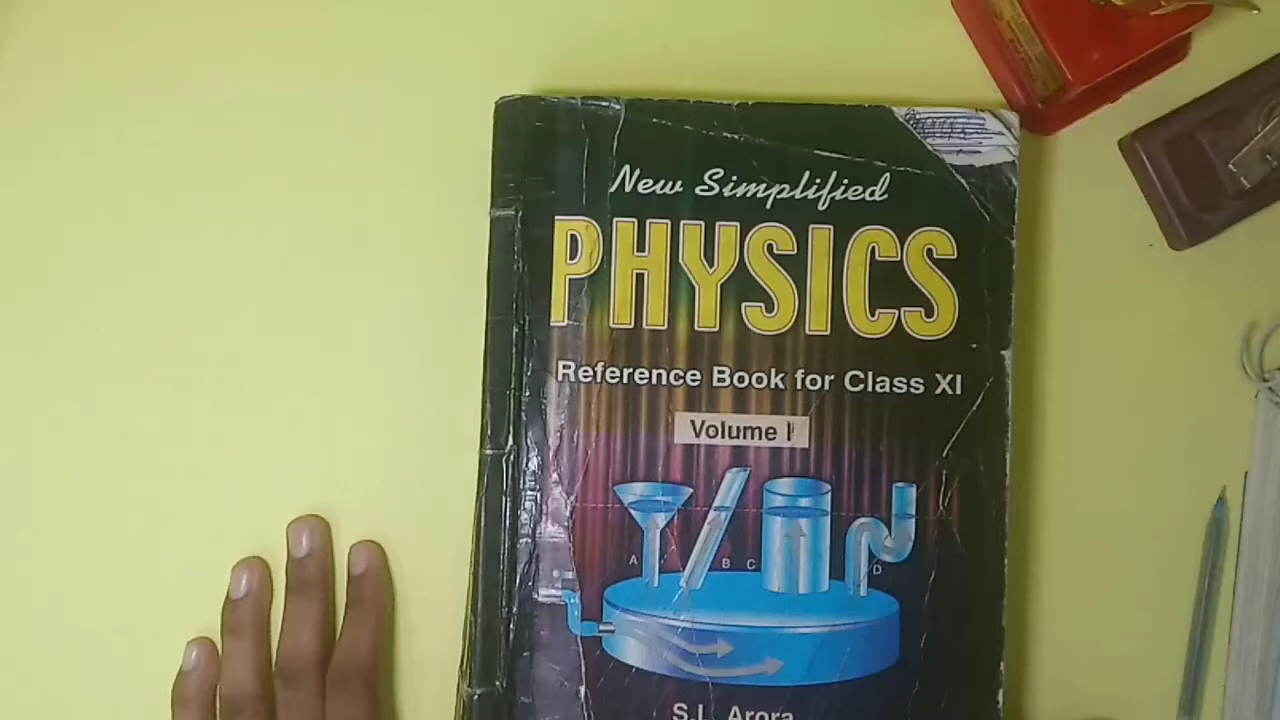 New Simplified
PHYSICS
Reference Book for Class XI
Volume I
A
B
C
D
S.L. Arora